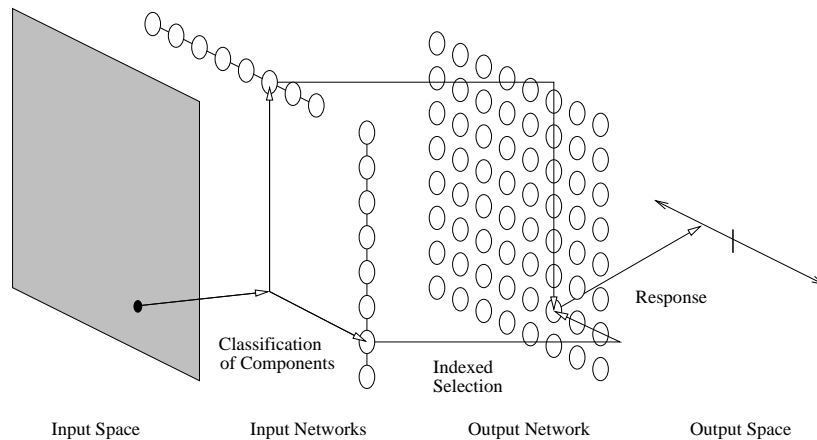 Response
Classification
of Components
Indexed
Selection
Input Space
Input Networks
Output Network
Output Space